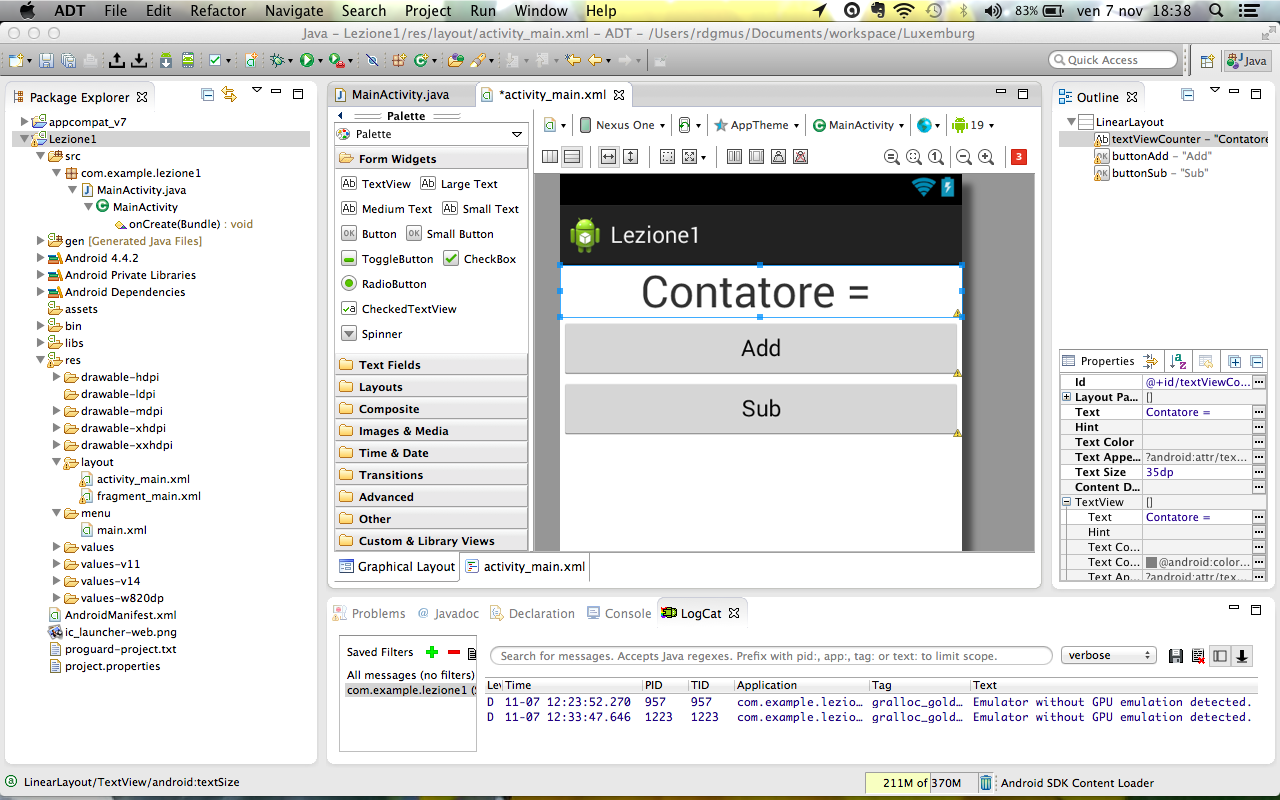 ADT File Edit Refactor Navigate Search Project Run Window Help 83% ven 7 nov 18:38
Java – Lezione1/res/layout/activity_main.xml – ADT – /Users/rdgmus/Documents/workspace/Luxemburg
Quick Access Java
Package Explorer
appcompat_v7
Lezione1
src
com.example.lezione1
MainActivity.java
MainActivity
onCreate(Bundle) : void
gen [Generated Java Files]
Android 4.4.2
Android Private Libraries
Android Dependencies
assets
bin
libs
res
drawable-hdpi
drawable-ldpi
drawable-mdpi
drawable-xhdpi
drawable-xxhdpi
layout
activity_main.xml
fragment_main.xml
menu
main.xml
values
values-v11
values-v14
values-w820dp
AndroidManifest.xml
ic_launcher-web.png
proguard-project.txt
project.properties
MainActivity.java *activity_main.xml
Palette
Palette
Form Widgets
Ab TextView Ab Large Text
Ab Medium Text Ab Small Text
OK Button OK Small Button
ToggleButton CheckBox
RadioButton
CheckedTextView
Spinner
Text Fields
Layouts
Composite
Images & Media
Time & Date
Transitions
Advanced
Other
Custom & Library Views
Nexus One AppTheme MainActivity 19
3
Lezione1
Contatore =
Add
Sub
Graphical Layout activity_main.xml
Outline
LinearLayout
Ab textViewCounter – "Contatore
OK buttonAdd – "Add"
OK buttonSub – "Sub"
Properties
Id @+id/textViewCo...
Layout Pa... []
Text Contatore =
Hint
Text Color
Text Appe... ?android:attr/tex...
Text Size 35dp
Content D...
TextView []
Text Contatore =
Hint
Text Co...
Text Co... @android:color...
Text Ap... ?android:attr/tex...
Problems @ Javadoc Declaration Console LogCat
Saved Filters
All messages (no filters)
com.example.lezione1 (
Search for messages. Accepts Java regexes. Prefix with pid:, app:, tag: or text: to limit scope.
verbose
Le Time PID TID Application Tag Text
D 11-07 12:23:52.270 957 957 com.example.lezio... gralloc_gold... Emulator without GPU emulation detected.
D 11-07 12:33:47.646 1223 1223 com.example.lezio... gralloc_gold... Emulator without GPU emulation detected.
LinearLayout/TextView/android:textSize 211M of 370M Android SDK Content Loader